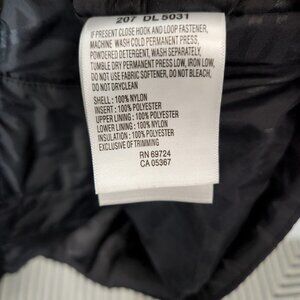 207 DL5031
IF PRESENT CLOSE HOOK AND LOOP FASTENER,
MACHINE WASH COLD PERMANENT PRESS,
POWDERED DETERGENT, WASH SEPARATELY,
TUMBLE DRY PERMANENT PRESS LOW, IRON LOW,
DO NOT USE FABRIC SOFTENER, DO NOT BLEACH,
DO NOT DRYCLEAN
SHELL : 100% NYLON
INSERT : 100% POLYESTER
UPPER LINING : 100% POLYESTER
LOWER LINING : 100% NYLON
INSULATION : 100% POLYESTER
EXCLUSIVE OF TRIMMING
RN 69724
CA 05367